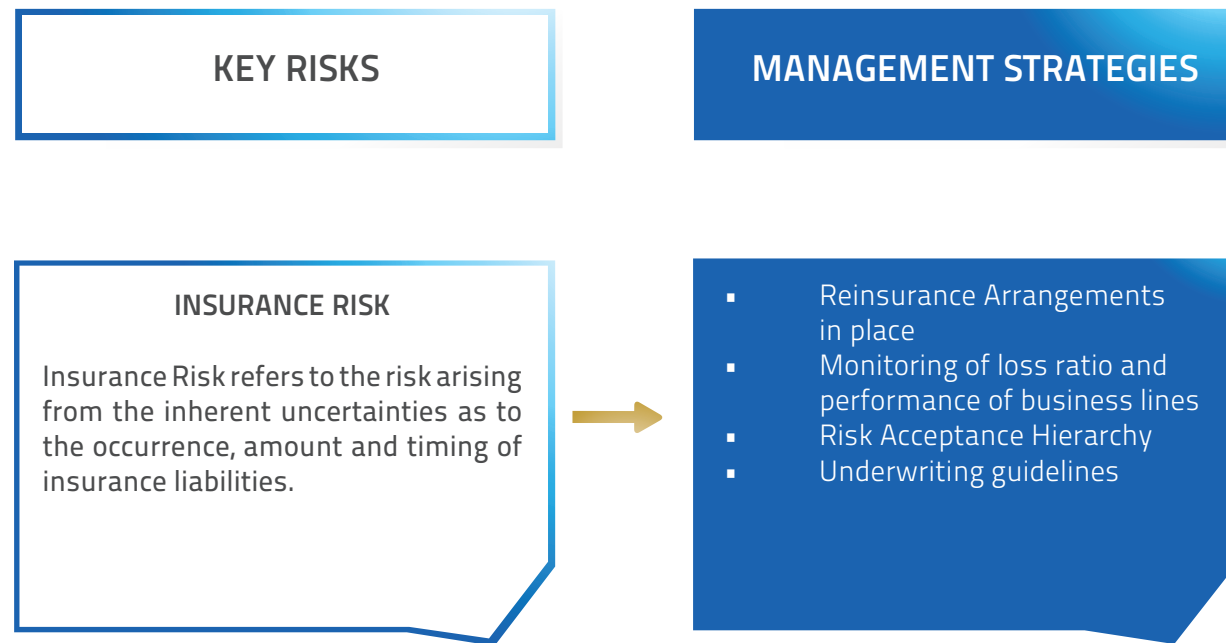 KEY RISKS
MANAGEMENT STRATEGIES
INSURANCE RISK
Insurance Risk refers to the risk arising
from the inherent uncertainties as to
the occurrence, amount and timing of
insurance liabilities.
▪ Reinsurance Arrangements
in place
▪ Monitoring of loss ratio and
performance of business lines
▪ Risk Acceptance Hierarchy
▪ Underwriting guidelines